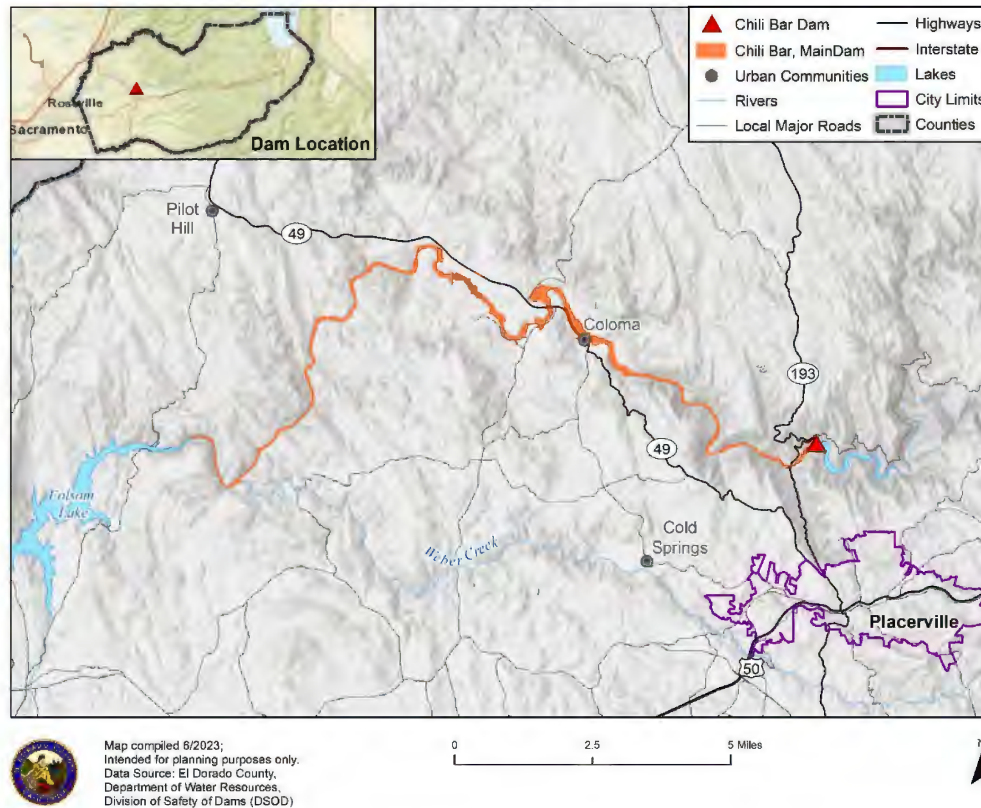 Roseville
Sacramento
Dam Location
Chili Bar Dam
Chili Bar, MainDam
Urban Communities
Rivers
Local Major Roads
Highways
Interstate
Lakes
City Limits
Counties
Pilot
Hill
49
Coloma
193
49
Folsom
Lake
Weber Creek
Cold
Springs
Placerville
50
Map compiled 6/2023;
Intended for planning purposes only.
Data Source: El Dorado County,
Department of Water Resources,
Division of Safety of Dams (DSOD)
0
2.5
5 Miles